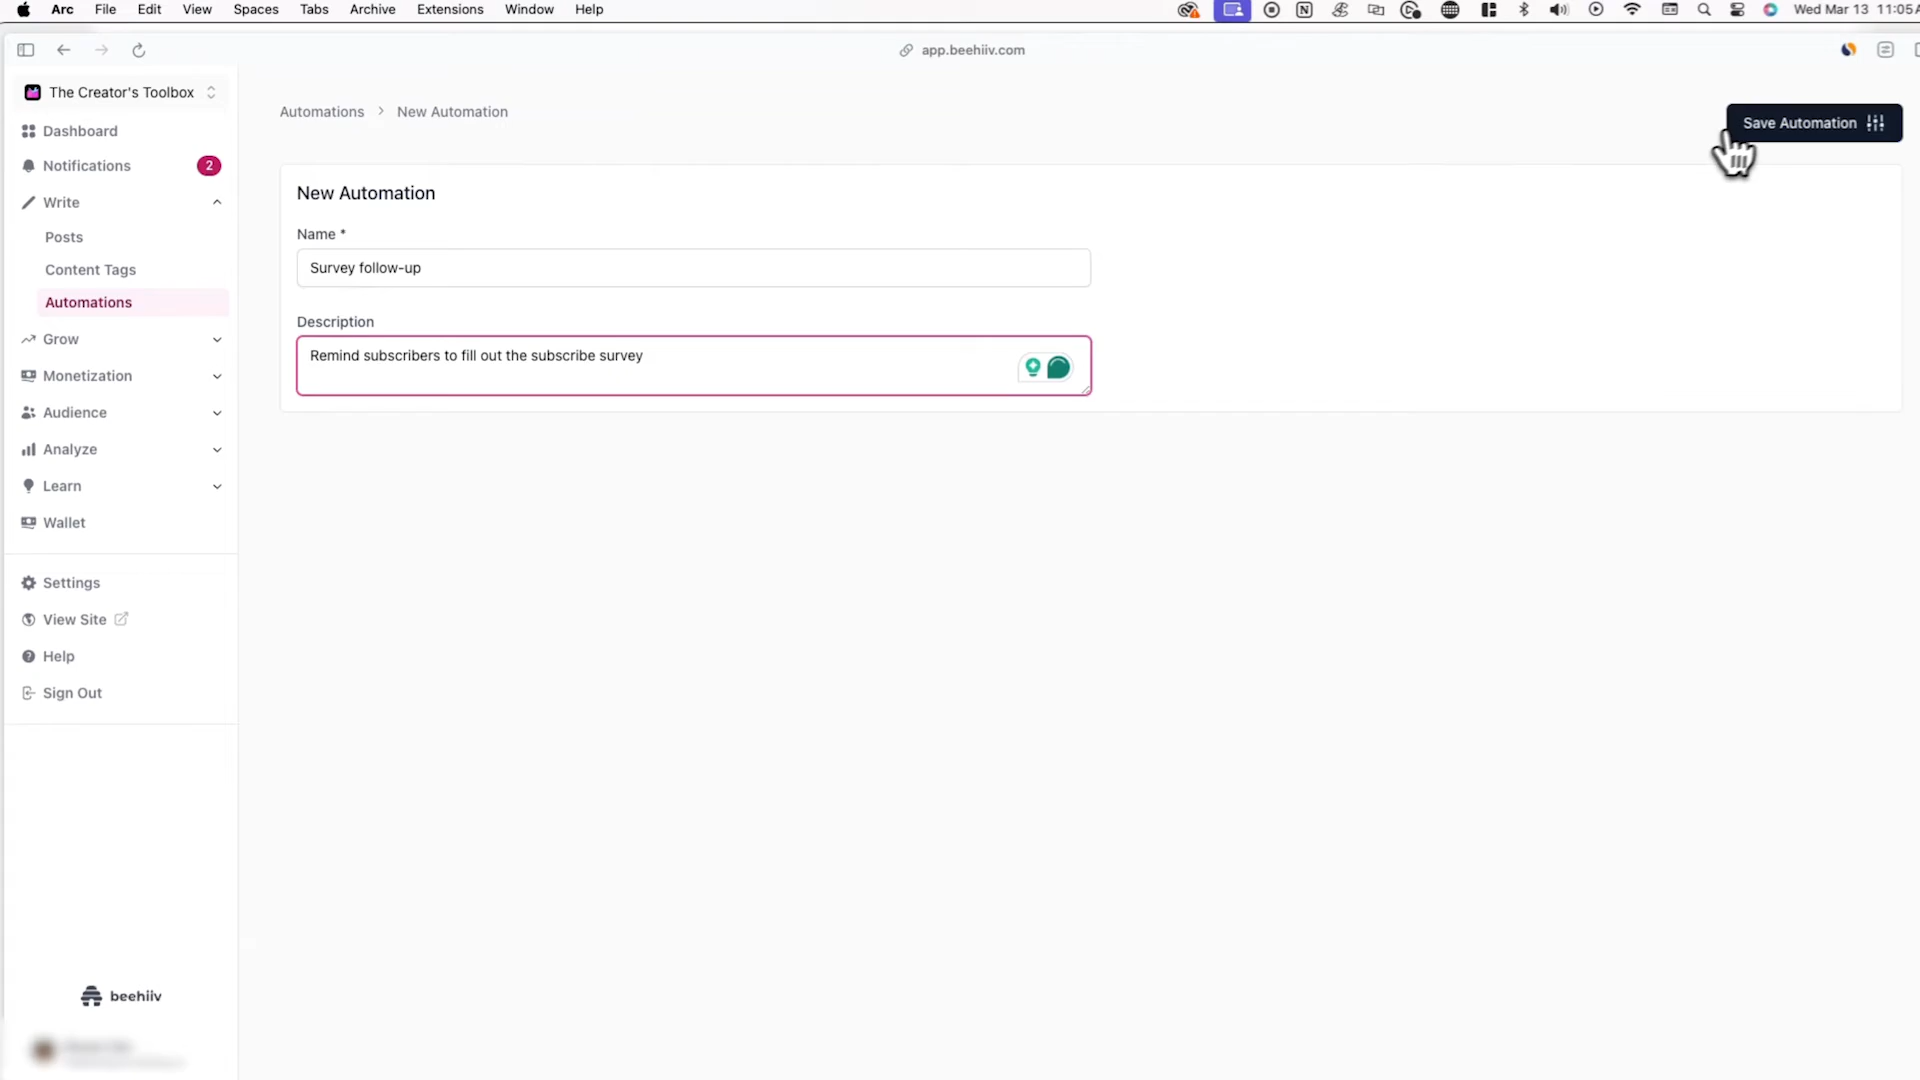 Arc File Edit View Spaces Tabs Archive Extensions Window Help Wed Mar 13 11:05A
app.beehiiv.com
The Creator's Toolbox
Dashboard
Notifications 2
Write
Posts
Content Tags
Automations
Grow
Monetization
Audience
Analyze
Learn
Wallet
Settings
View Site
Help
Sign Out
beehiiv
Automations > New Automation
Save Automation
New Automation
Name *
Survey follow-up
Description
Remind subscribers to fill out the subscribe survey